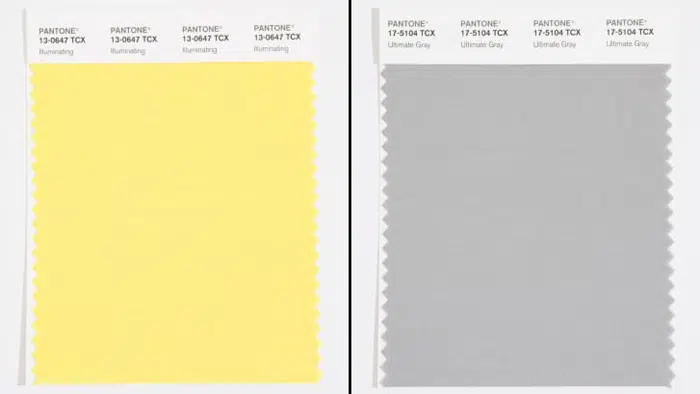 PANTONE® PANTONE® PANTONE® PANTONE®
13-0647 TCX 13-0647 TCX 13-0647 TCX 13-0647 TCX
Illuminating Illuminating Illuminating Illuminating
PANTONE® PANTONE® PANTONE® PANTONE®
17-5104 TCX 17-5104 TCX 17-5104 TCX 17-5104 TCX
Ultimate Gray Ultimate Gray Ultimate Gray Ultimate Gray